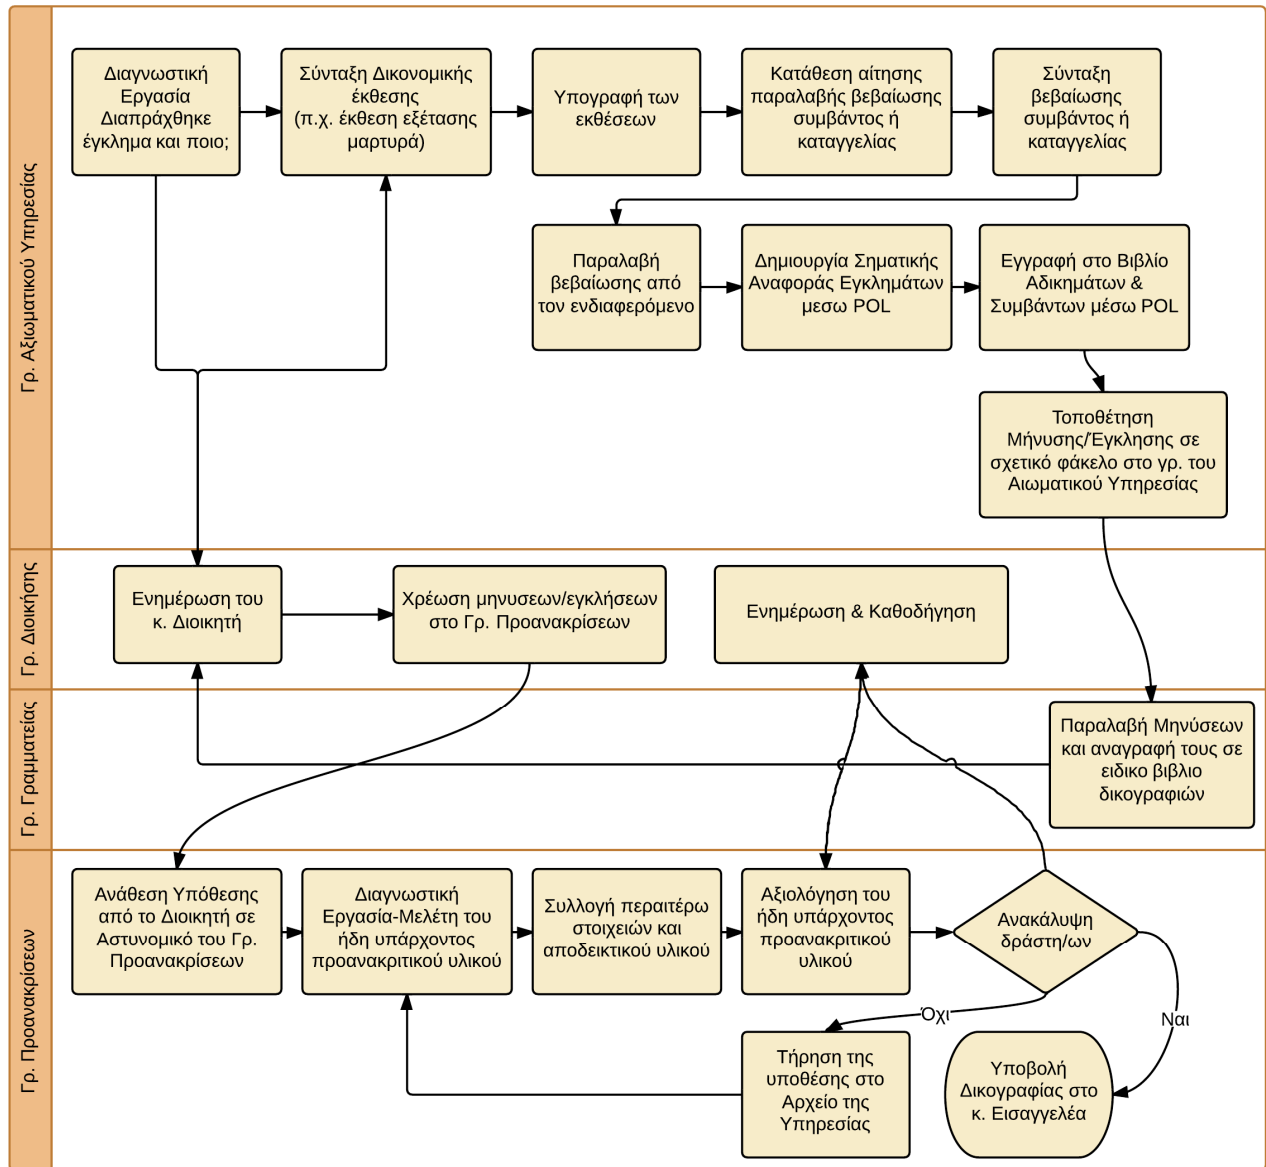 Γρ. Αξιωματικού Υπηρεσίας
Διαγνωστική
Εργασία
Διαπράχθηκε
έγκλημα και ποιο;
Σύνταξη Δικονομικής
έκθεσης
(π.χ. έκθεση εξέτασης
μαρτυρά)
Υπογραφή των
εκθέσεων
Κατάθεση αίτησης
παραλαβής βεβαίωσης
συμβάντος ή
καταγγελίας
Σύνταξη
βεβαίωσης
συμβάντος ή
καταγγελίας
Παραλαβή
βεβαίωσης από
τον ενδιαφερόμενο
Δημιουργία Σηματικής
Αναφοράς Εγκλημάτων
μεσω POL
Εγγραφή στο Βιβλίο
Αδικημάτων &
Συμβάντων μέσω POL
Τοποθέτηση
Μήνυσης/Έγκλησης σε
σχετικό φάκελο στο γρ. του
Αιωματικού Υπηρεσίας
Γρ. Διοικήσης
Ενημέρωση του
κ. Διοικητή
Χρέωση μηνυσεων/εγκλήσεων
στο Γρ. Προανακρίσεων
Ενημέρωση & Καθοδήγηση
Γρ. Γραμματείας
Παραλαβή Μηνύσεων
και αναγραφή τους σε
ειδικο βιβλιο
δικογραφιών
Γρ. Προανακρίσεων
Ανάθεση Υπόθεσης
από το Διοικητή σε
Αστυνομικό του Γρ.
Προανακρίσεων
Διαγνωστική
Εργασία-Μελέτη του
ήδη υπάρχοντος
προανακριτικού υλικού
Συλλογή περαιτέρω
στοιχείων και
αποδεικτικού υλικού
Αξιολόγηση του
ήδη υπάρχοντος
προανακριτικού
υλικού
Ανακάλυψη
δράστη/ων
Όχι
Ναι
Τήρηση της
υποθέσης στο
Αρχείο της
Υπηρεσίας
Υποβολή
Δικογραφίας στο
κ. Εισαγγελέα